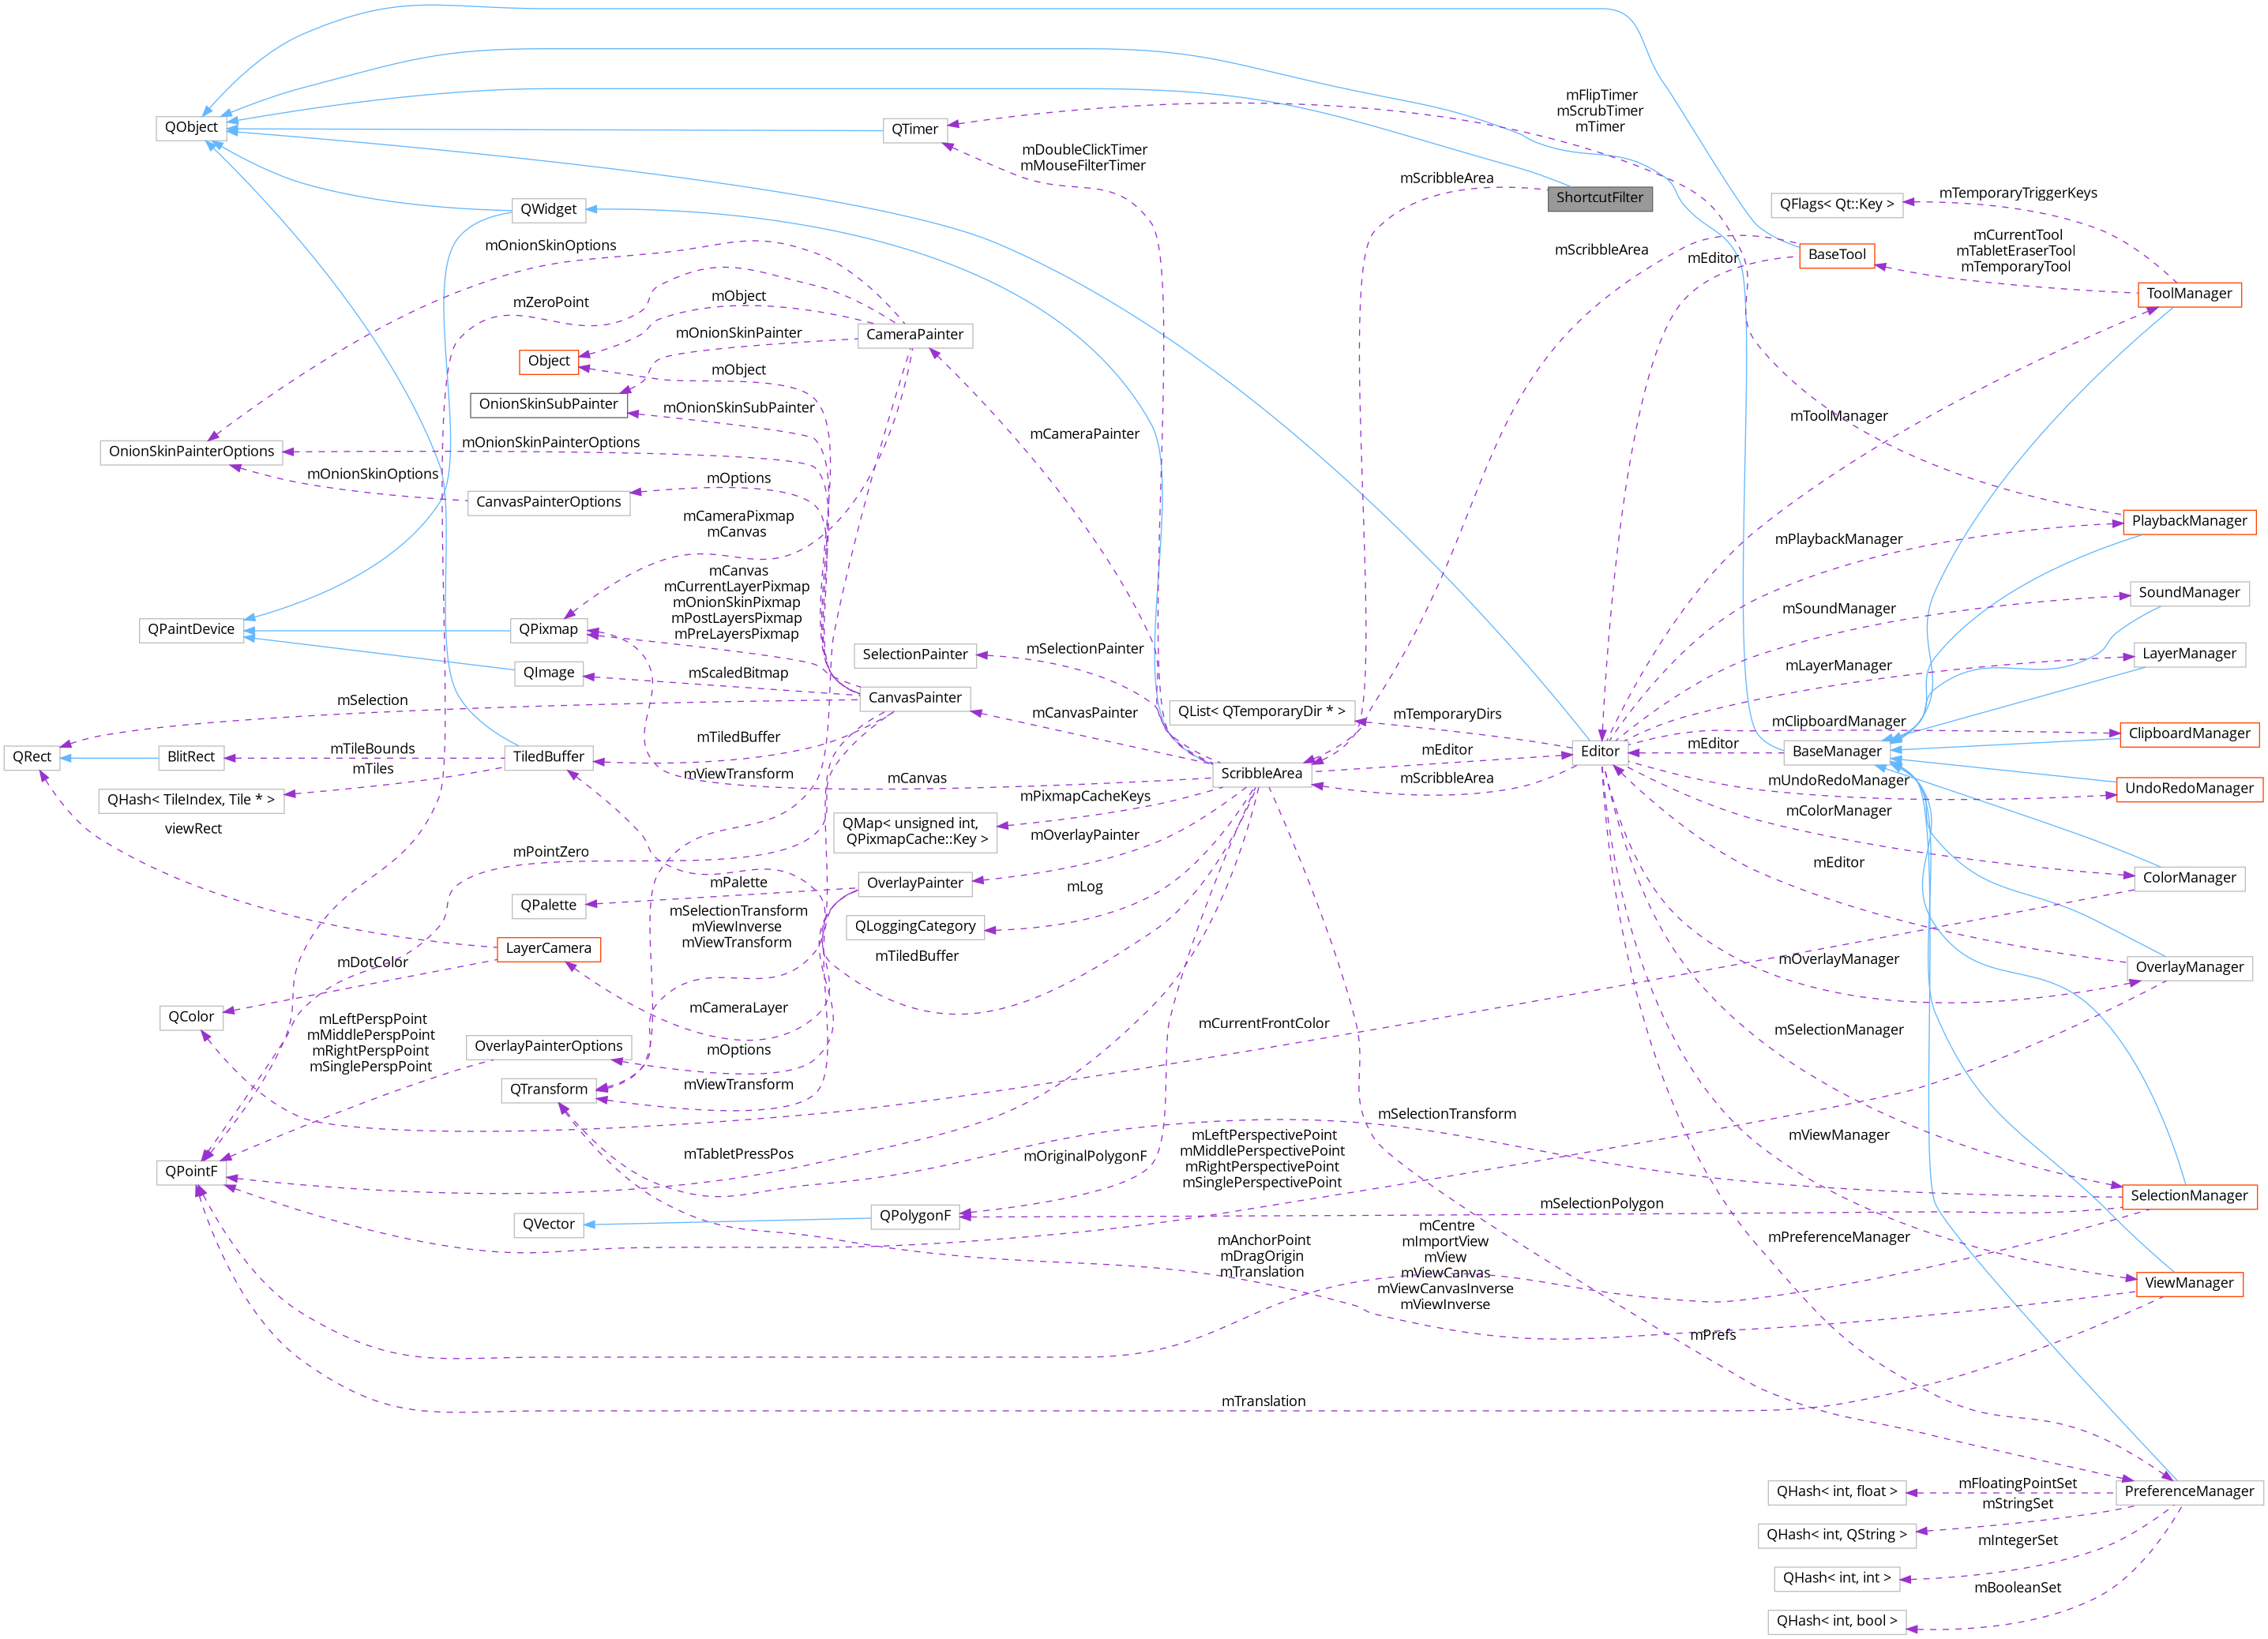 mFlipTimer
mScrubTimer
mTimer
QObject
QTimer
mDoubleClickTimer
mMouseFilterTimer
mScribbleArea
ShortcutFilter
QFlags< Qt::Key >
mTemporaryTriggerKeys
QWidget
mOnionSkinOptions
mScribbleArea
mEditor
BaseTool
mCurrentTool
mTabletEraserTool
mTemporaryTool
ToolManager
mZeroPoint
mObject
mOnionSkinPainter
CameraPainter
Object
mObject
OnionSkinSubPainter
mOnionSkinSubPainter
mCameraPainter
mToolManager
OnionSkinPainterOptions
mOnionSkinPainterOptions
mOnionSkinOptions
CanvasPainterOptions
mOptions
mCameraPixmap
mCanvas
mPlaybackManager
PlaybackManager
mCanvas
mCurrentLayerPixmap
mOnionSkinPixmap
mPostLayersPixmap
mPreLayersPixmap
QPaintDevice
QPixmap
mSoundManager
SoundManager
QImage
mScaledBitmap
SelectionPainter
mSelectionPainter
mLayerManager
LayerManager
mSelection
CanvasPainter
mCanvasPainter
QList< QTemporaryDir * >
mTemporaryDirs
mClipboardManager
ClipboardManager
QRect
BlitRect
mTileBounds
mTiles
TiledBuffer
mTiledBuffer
mViewTransform
mCanvas
ScribbleArea
mEditor
mScribbleArea
Editor
mEditor
BaseManager
mUndoRedoManager
UndoRedoManager
QHash< TileIndex, Tile * >
viewRect
QMap< unsigned int,
QPixmapCache::Key >
mPixmapCacheKeys
mOverlayPainter
mColorManager
mPointZero
mPalette
QPalette
OverlayPainter
mLog
mEditor
ColorManager
mSelectionTransform
mViewInverse
mViewTransform
QLoggingCategory
mTiledBuffer
LayerCamera
mDotColor
mOverlayManager
OverlayManager
QColor
mCameraLayer
mCurrentFrontColor
mSelectionManager
mLeftPerspPoint
mMiddlePerspPoint
mRightPerspPoint
mSinglePerspPoint
OverlayPainterOptions
mOptions
QTransform
mViewTransform
mSelectionTransform
mViewManager
QPointF
mTabletPressPos
mOriginalPolygonF
mLeftPerspectivePoint
mMiddlePerspectivePoint
mRightPerspectivePoint
mSinglePerspectivePoint
SelectionManager
QVector
QPolygonF
mSelectionPolygon
mPreferenceManager
mAnchorPoint
mDragOrigin
mTranslation
mCentre
mImportView
mView
mViewCanvas
mViewCanvasInverse
mViewInverse
ViewManager
mPrefs
mTranslation
QHash< int, float >
mFloatingPointSet
PreferenceManager
mStringSet
QHash< int, QString >
mIntegerSet
QHash< int, int >
mBooleanSet
QHash< int, bool >